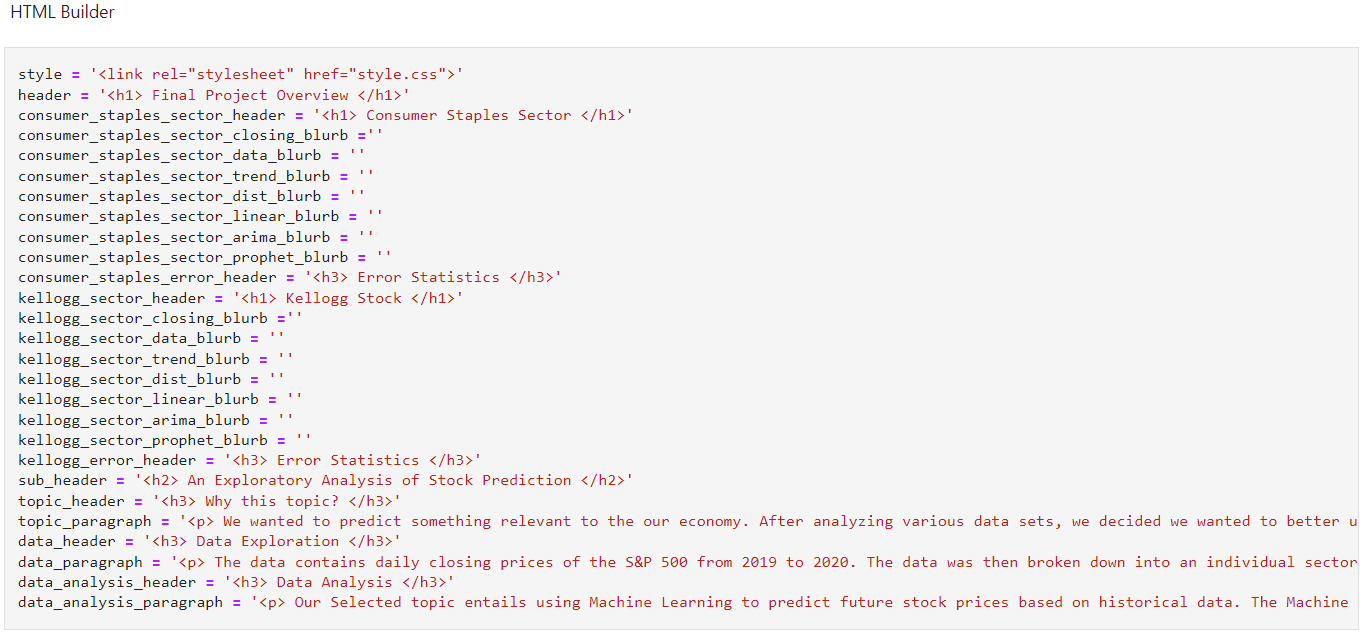 HTML Builder
style = '<link rel="stylesheet" href="style.css">'
header = '<h1> Final Project Overview </h1>'
consumer_staples_sector_header = '<h1> Consumer Staples Sector </h1>'
consumer_staples_sector_closing_blurb =''
consumer_staples_sector_data_blurb = ''
consumer_staples_sector_trend_blurb = ''
consumer_staples_sector_dist_blurb = ''
consumer_staples_sector_linear_blurb = ''
consumer_staples_sector_arima_blurb = ''
consumer_staples_sector_prophet_blurb = ''
consumer_staples_error_header = '<h3> Error Statistics </h3>'
kellogg_sector_header = '<h1> Kellogg Stock </h1>'
kellogg_sector_closing_blurb =''
kellogg_sector_data_blurb = ''
kellogg_sector_trend_blurb = ''
kellogg_sector_dist_blurb = ''
kellogg_sector_linear_blurb = ''
kellogg_sector_arima_blurb = ''
kellogg_sector_prophet_blurb = ''
kellogg_error_header = '<h3> Error Statistics </h3>'
sub_header = '<h2> An Exploratory Analysis of Stock Prediction </h2>'
topic_header = '<h3> Why this topic? </h3>'
topic_paragraph = '<p> We wanted to predict something relevant to the our economy. After analyzing various data sets, we decided we wanted to better u
data_header = '<h3> Data Exploration </h3>'
data_paragraph = '<p> The data contains daily closing prices of the S&P 500 from 2019 to 2020. The data was then broken down into an individual sector
data_analysis_header = '<h3> Data Analysis </h3>'
data_analysis_paragraph = '<p> Our Selected topic entails using Machine Learning to predict future stock prices based on historical data. The Machine